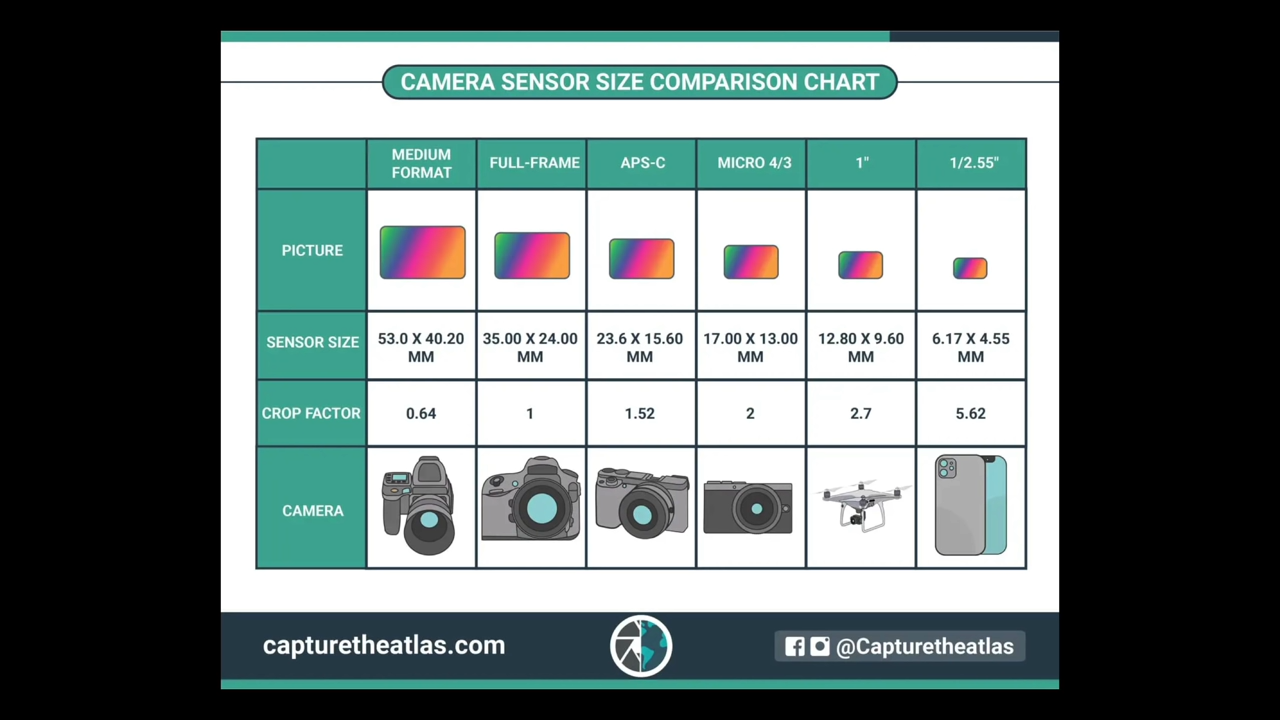 CAMERA SENSOR SIZE COMPARISON CHART
MEDIUM
FORMAT
FULL-FRAME
APS-C
MICRO 4/3
1"
1/2.55"
PICTURE
SENSOR SIZE
53.0 X 40.20
MM
35.00 X 24.00
MM
23.6 X 15.60
MM
17.00 X 13.00
MM
12.80 X 9.60
MM
6.17 X 4.55
MM
CROP FACTOR
0.64
1
1.52
2
2.7
5.62
CAMERA
capturetheatlas.com
@Capturetheatlas